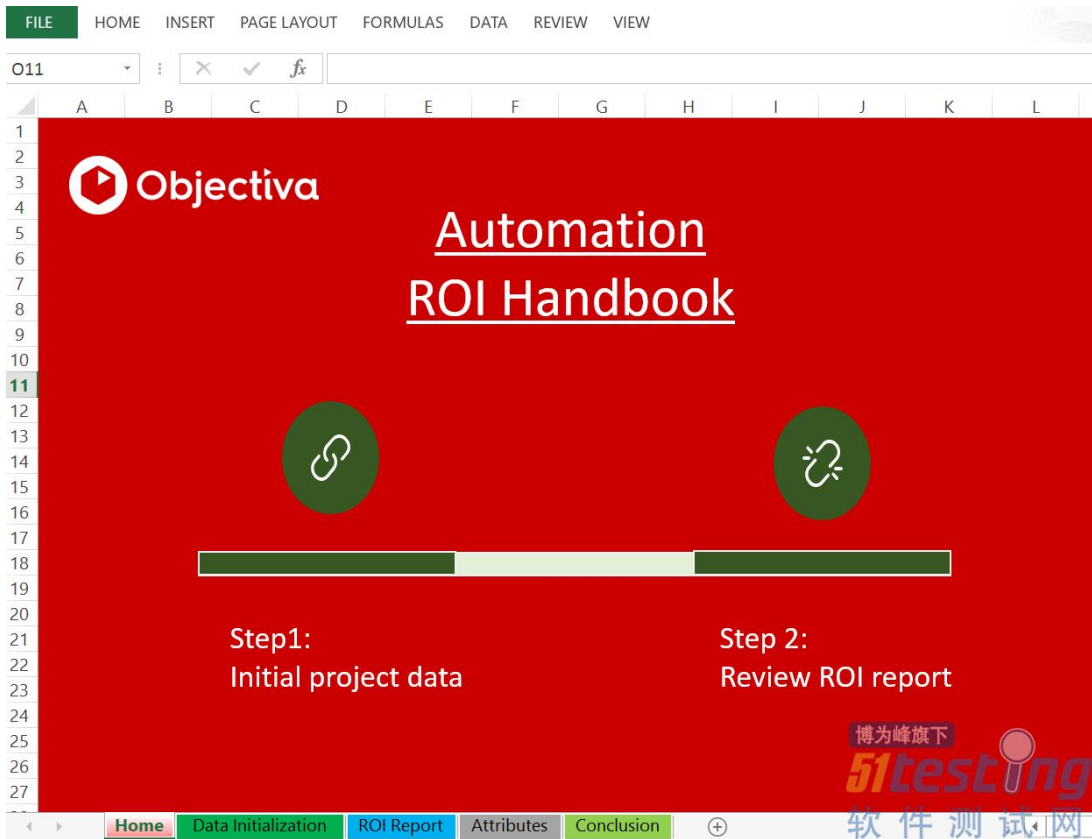 FILE HOME INSERT PAGE LAYOUT FORMULAS DATA REVIEW VIEW
O11 fx
A B C D E F G H I J K L
1
2
3
4
5
6
7
8
9
10
11
12
13
14
15
16
17
18
19
20
21
22
23
24
25
26
27
Objectiva
Automation
ROI Handbook
Step1:
Initial project data
Step 2:
Review ROI report
博为峰旗下
51testing
软件测试网
Home Data Initialization ROI Report Attributes Conclusion